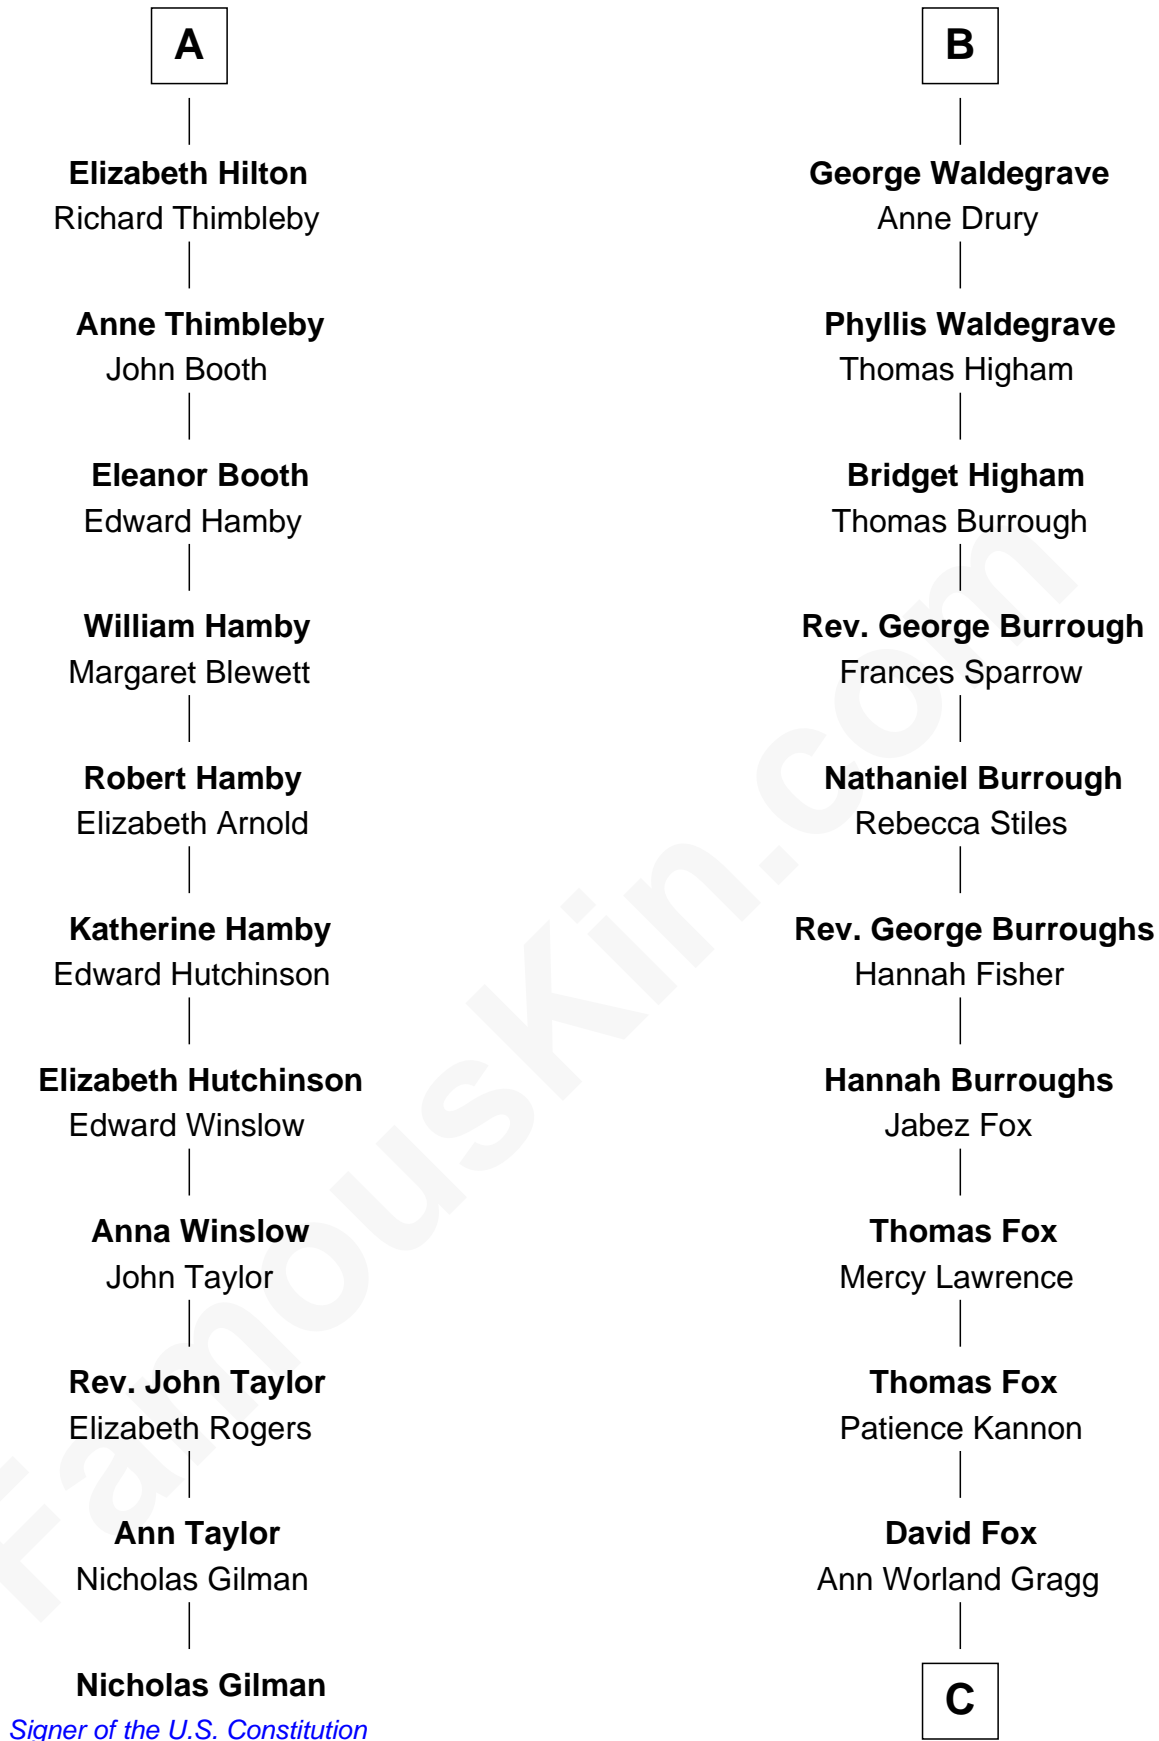 A
Elizabeth Hilton
Richard Thimbleby
Anne Thimbleby
John Booth
Eleanor Booth
Edward Hamby
William Hamby
Margaret Blewett
Robert Hamby
Elizabeth Arnold
Katherine Hamby
Edward Hutchinson
Elizabeth Hutchinson
Edward Winslow
Anna Winslow
John Taylor
Rev. John Taylor
Elizabeth Rogers
Ann Taylor
Nicholas Gilman
Nicholas Gilman
Signer of the U.S. Constitution
B
George Waldegrave
Anne Drury
Phyllis Waldegrave
Thomas Higham
Bridget Higham
Thomas Burrough
Rev. George Burrough
Frances Sparrow
Nathaniel Burrough
Rebecca Stiles
Rev. George Burroughs
Hannah Fisher
Hannah Burroughs
Jabez Fox
Thomas Fox
Mercy Lawrence
Thomas Fox
Patience Kannon
David Fox
Ann Worland Gragg
C
FamousKin.com